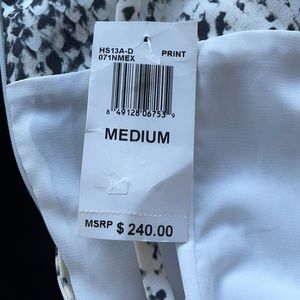 HS13A-D
071NMEX PRINT
8 49128 06753 9
MEDIUM
MSRP $ 240.00